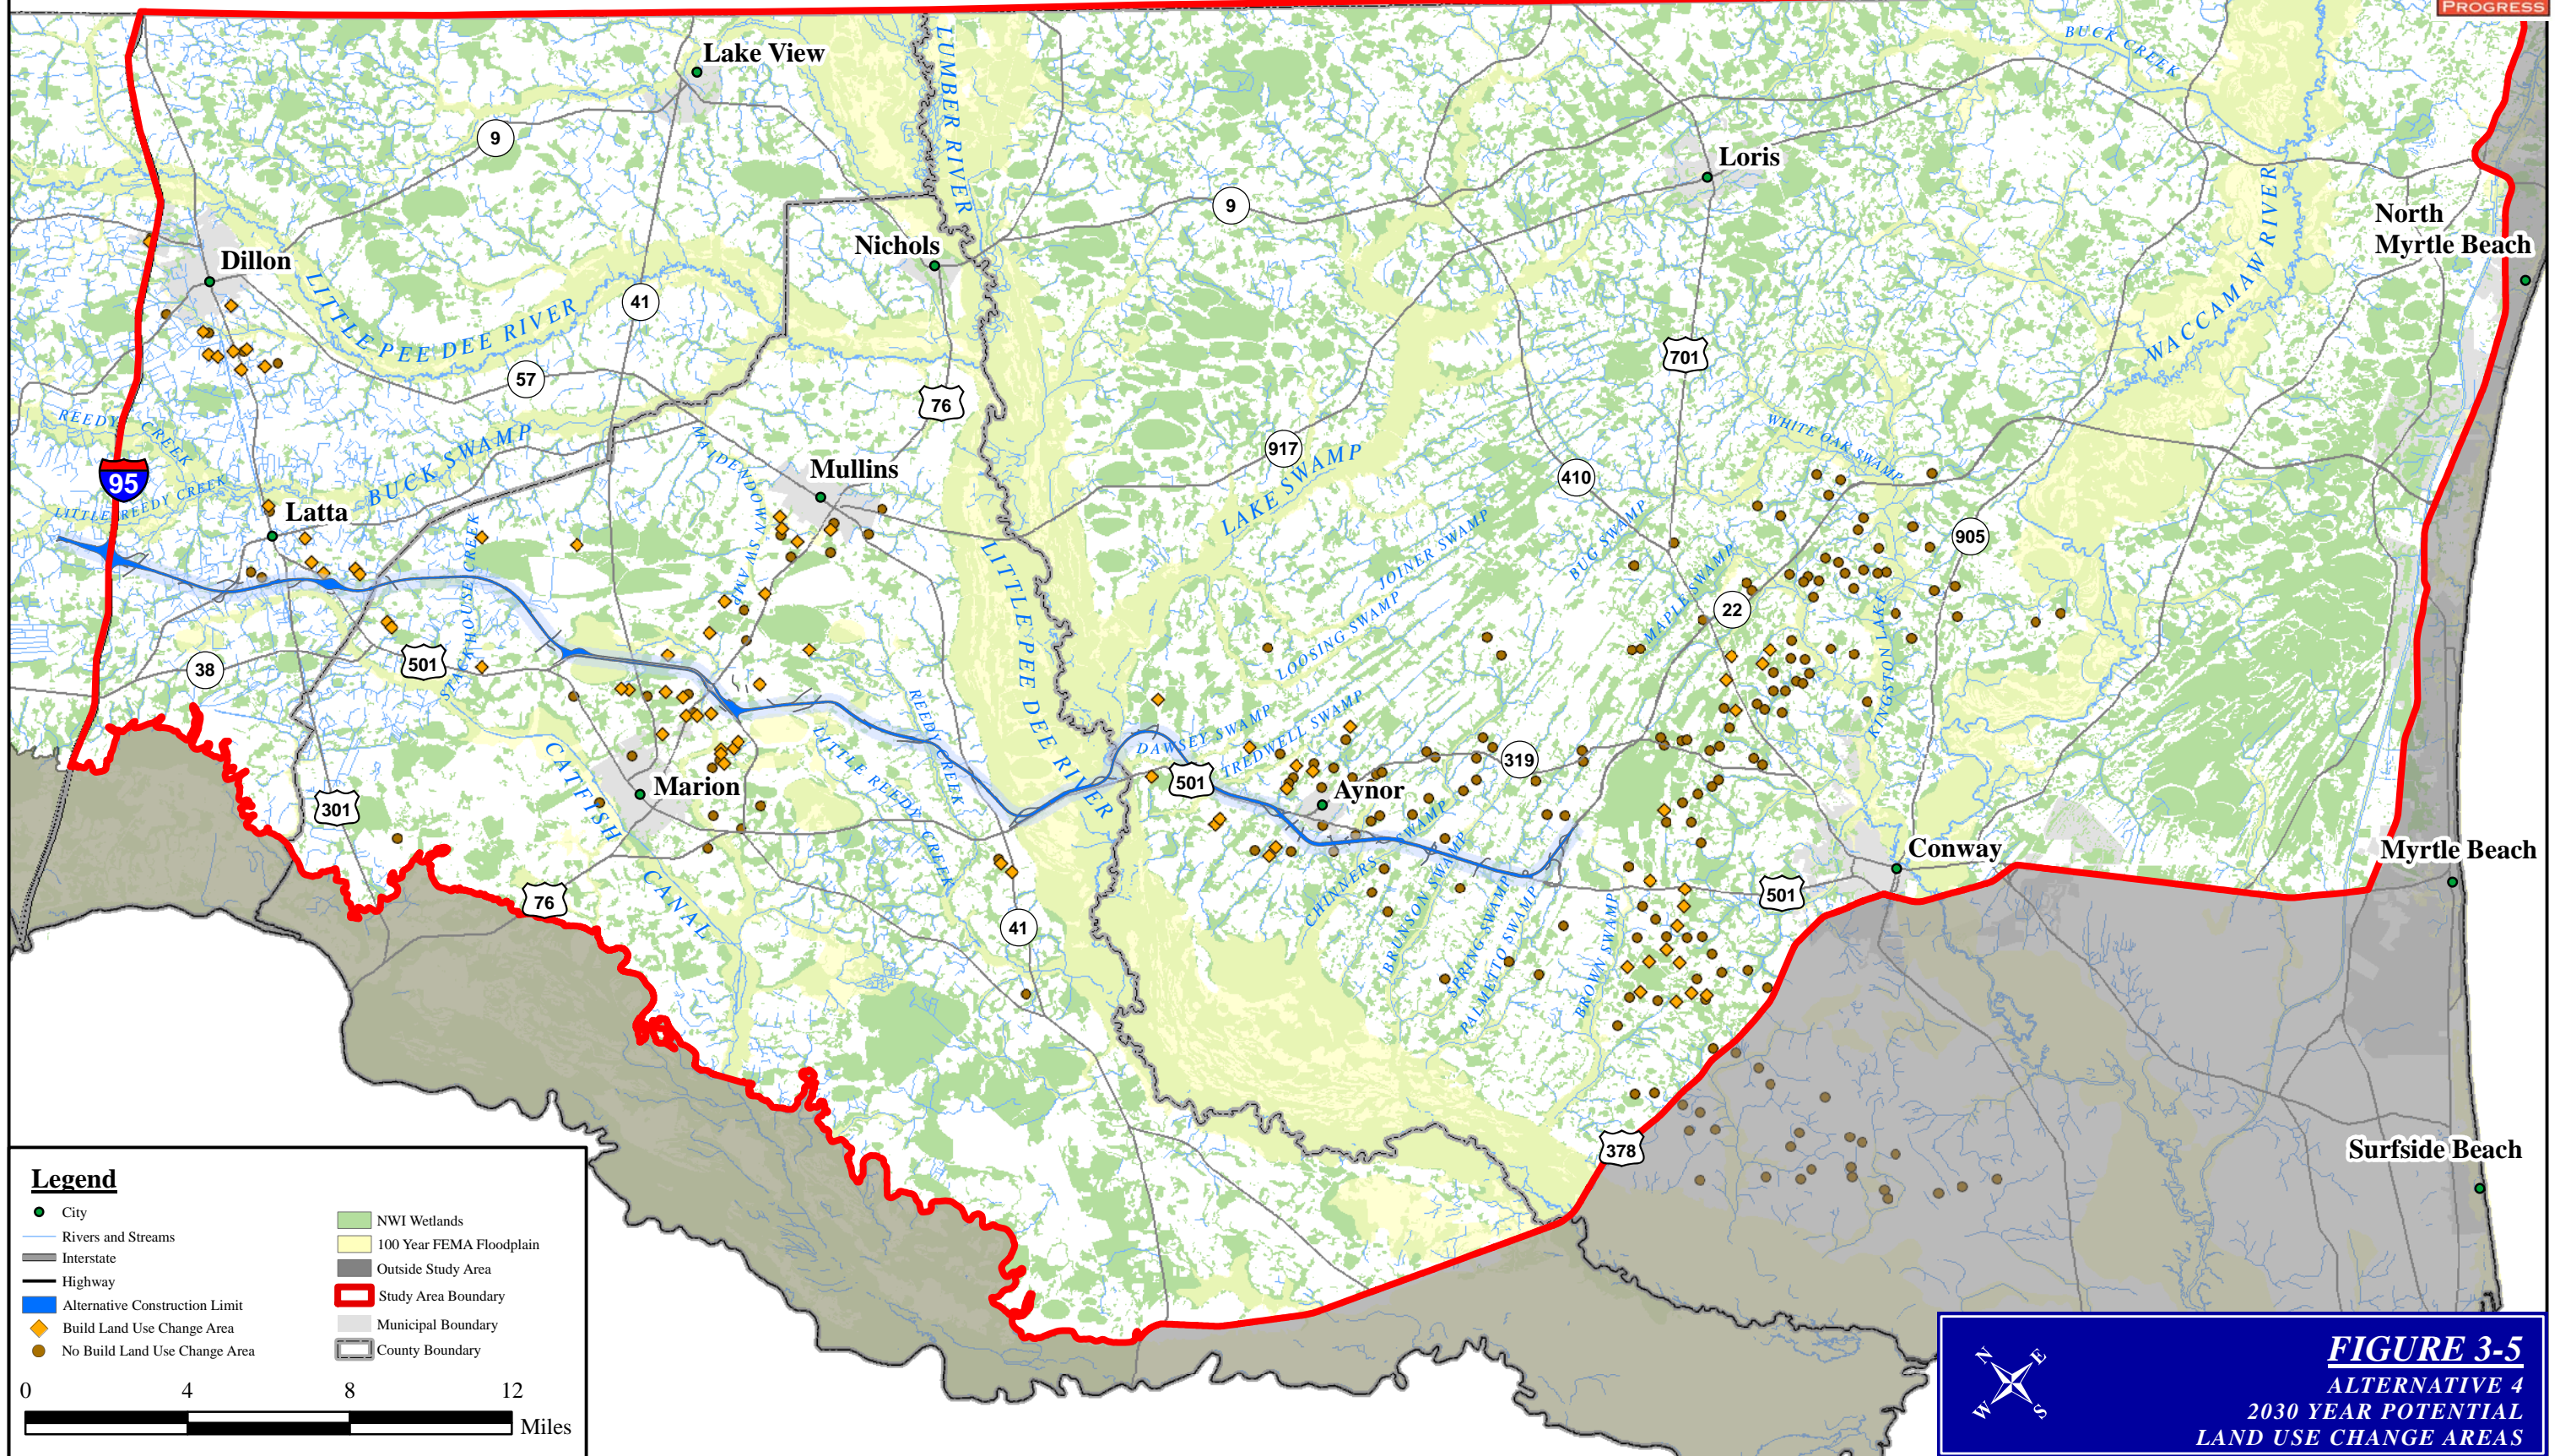 PROGRESS
BUCK CREEK
Lake View
LUMBER RIVER
9
Loris
9
North
Myrtle Beach
Nichols
Dillon
LITTLE PEE DEE RIVER
41
WACCAMAW RIVER
701
57
76
REEDY CREEK
BUCK SWAMP
MAIDENDOWN SWAMP
917
LAKE SWAMP
WHITE OAK SWAMP
Mullins
95
410
LITTLE REEDY CREEK
Latta
STACKHOUSE CREEK
JOINER SWAMP
BUG SWAMP
905
LITTLE PEE DEE RIVER
MAPLE SWAMP
22
LOOSING SWAMP
KINGSTON LAKE
38
501
REEDY CREEK
DAWSEY SWAMP
TREDWELL SWAMP
LITTLE REEDY CREEK
501
319
CATFISH CANAL
Marion
Aynor
301
CHINNERS SWAMP
BRUNSON SWAMP
Conway
Myrtle Beach
76
501
41
SPRING SWAMP
PALMETTO SWAMP
BROWN SWAMP
378
Surfside Beach
Legend
City
Rivers and Streams
Interstate
Highway
Alternative Construction Limit
Build Land Use Change Area
No Build Land Use Change Area
NWI Wetlands
100 Year FEMA Floodplain
Outside Study Area
Study Area Boundary
Municipal Boundary
County Boundary
0 4 8 12
Miles
N E
W S
FIGURE 3-5
ALTERNATIVE 4
2030 YEAR POTENTIAL
LAND USE CHANGE AREAS